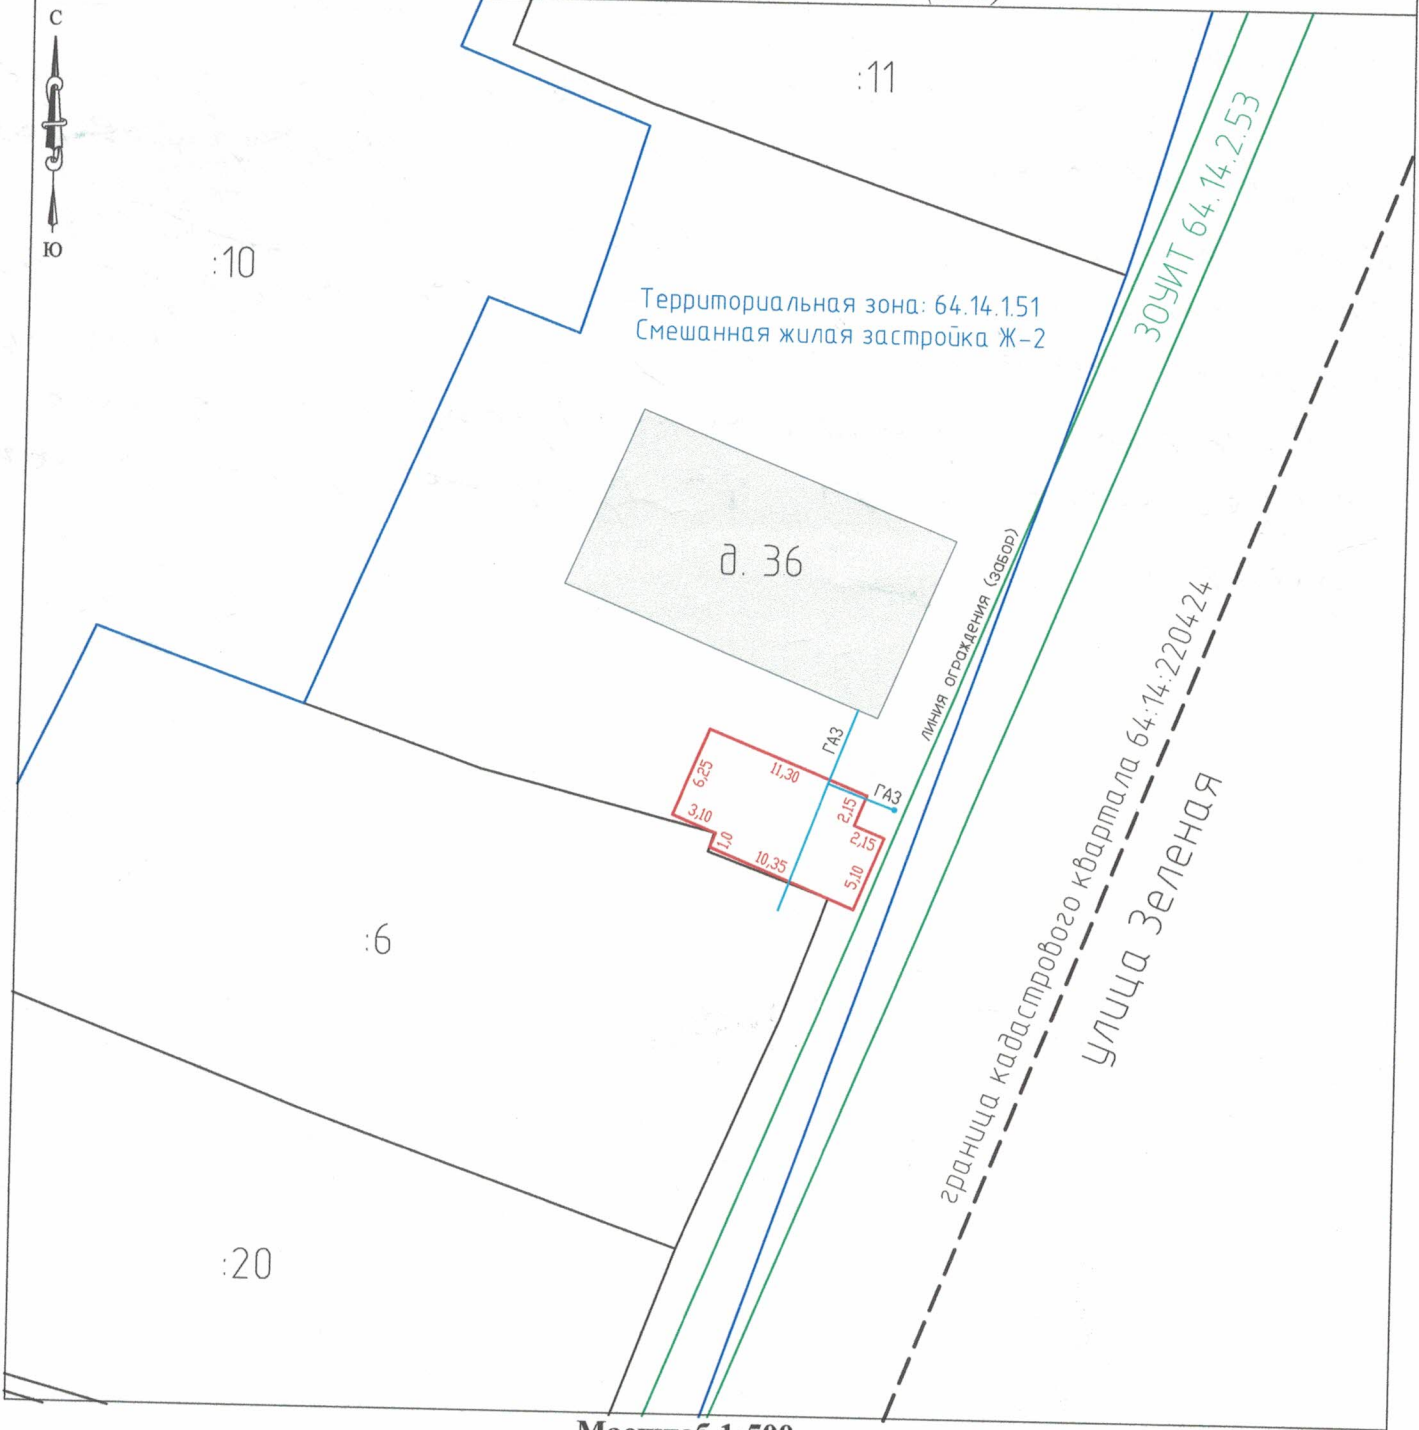 С
Ю
:11
:10
ЗОУИТ 64.14.2.53
Территориальная зона: 64.14.1.51
Смешанная жилая застройка Ж-2
д. 36
линия ограждения (забор)
граница кадастрового квартала 64:14:220424
улица Зеленая
ГАЗ
ГАЗ
11,30
6,25
3,10
1,0
10,35
2,15
2,15
5,10
:6
:20